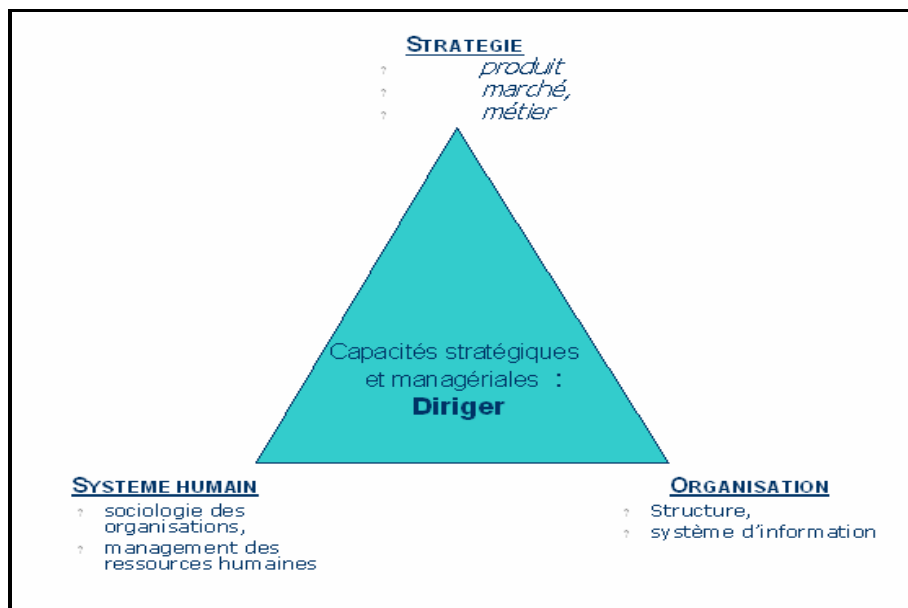 STRATEGIE
? produit
? marché,
? métier
Capacités stratégiques
et managériales :
Diriger
SYSTEME HUMAIN
? sociologie des
organisations,
? management des
ressources humaines
ORGANISATION
? Structure,
? système d'information